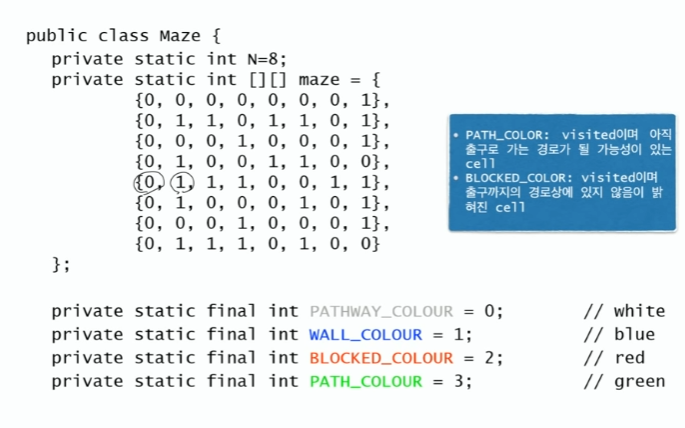 public class Maze {
private static int N=8;
private static int [][] maze = {
{0, 0, 0, 0, 0, 0, 0, 1},
{0, 1, 1, 0, 1, 1, 0, 1},
{0, 0, 0, 1, 0, 0, 0, 1},
{0, 1, 0, 0, 1, 1, 0, 0},
{0, 1, 1, 1, 0, 0, 1, 1},
{0, 1, 0, 0, 0, 1, 0, 1},
{0, 0, 0, 1, 0, 0, 0, 1},
{0, 1, 1, 1, 0, 1, 0, 0}
};
• PATH_COLOR: visited이며 아직
출구로 가는 경로가 될 가능성이 있는
cell
• BLOCKED_COLOR: visited이며
출구까지의 경로상에 있지 않음이 밝
혀진 cell
private static final int PATHWAY_COLOUR = 0; // white
private static final int WALL_COLOUR = 1; // blue
private static final int BLOCKED_COLOUR = 2; // red
private static final int PATH_COLOUR = 3; // green